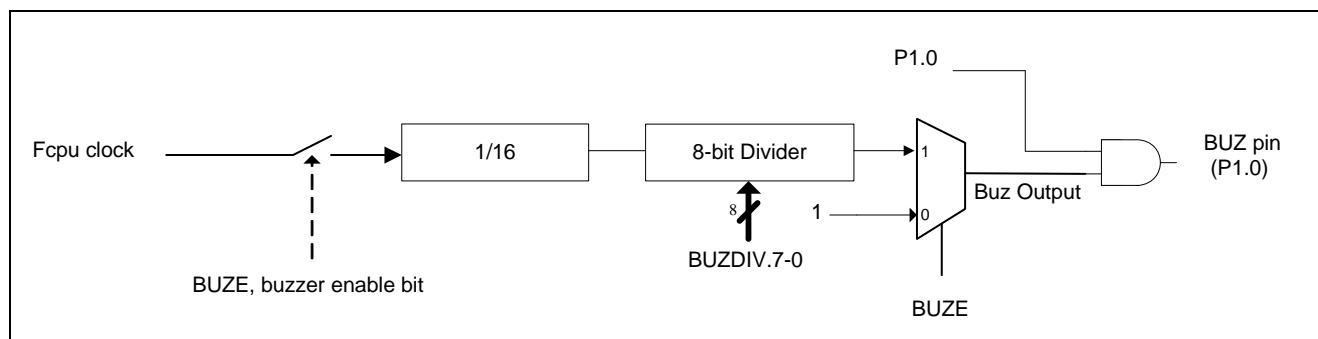 P1.0
Fcpu clock
1/16
8-bit Divider
1
BUZ pin
(P1.0)
Buz Output
8
1
0
BUZDIV.7-0
BUZE, buzzer enable bit
BUZE